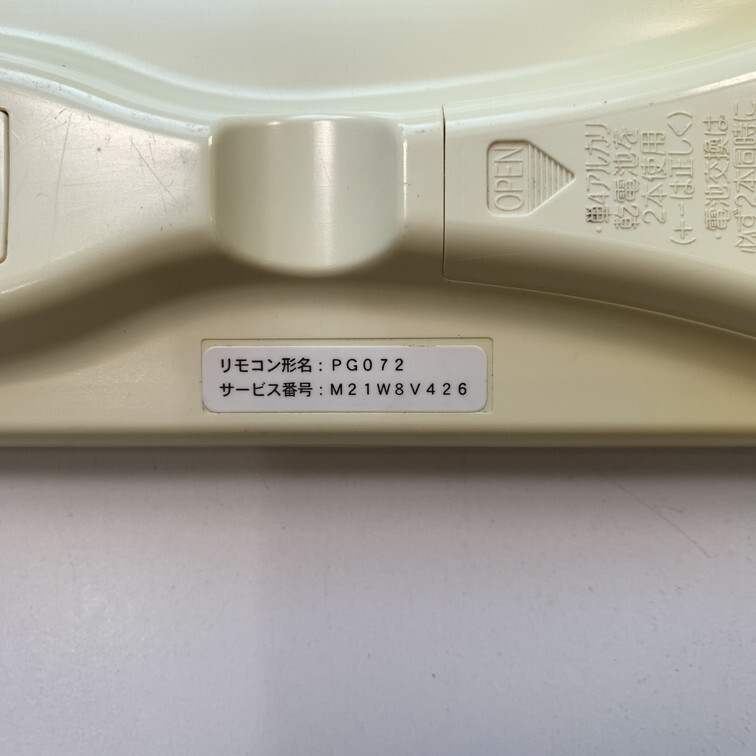 リモコン形名：PG072
サービス番号：M21W8V426
OPEN
・単4アルカリ
乾電池を
2本使用
(+−は正しく)
・電池交換は
必ず2本同時に